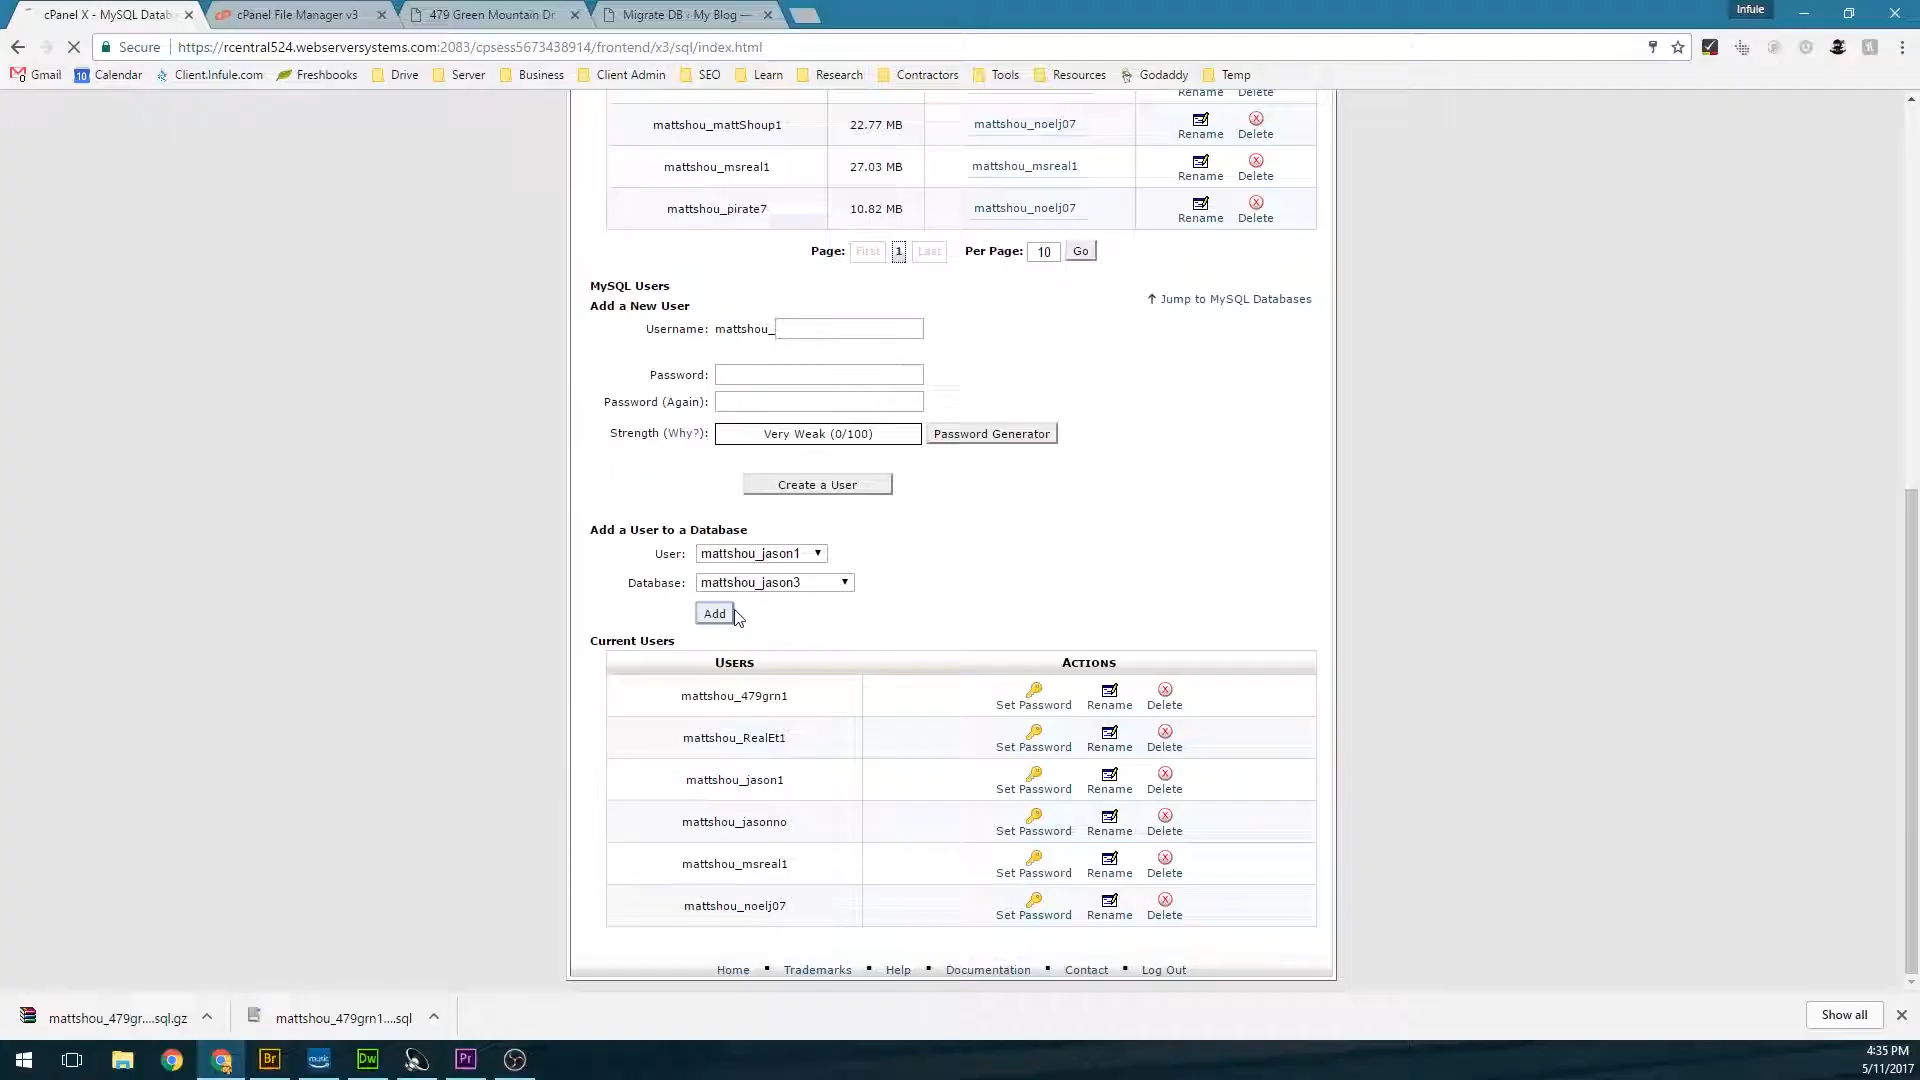 cPanel X - MySQL Datab
cPanel File Manager v3
479 Green Mountain Dr
Migrate DB ‹ My Blog —
Infule
Secure https://rcentral524.webserversystems.com:2083/cpsess5673438914/frontend/x3/sql/index.html
Gmail Calendar Client.Infule.com Freshbooks Drive Server Business Client Admin SEO Learn Research Contractors Tools Resources Godaddy Temp
Rename Delete
mattshou_mattShoup1 22.77 MB mattshou_noelj07 Rename Delete
mattshou_msreal1 27.03 MB mattshou_msreal1 Rename Delete
mattshou_pirate7 10.82 MB mattshou_noelj07 Rename Delete
Page: First 1 Last Per Page: 10 Go
MySQL Users
↑ Jump to MySQL Databases
Add a New User
Username: mattshou_
Password:
Password (Again):
Strength (Why?): Very Weak (0/100) Password Generator
Create a User
Add a User to a Database
User: mattshou_jason1
Database: mattshou_jason3
Add
Current Users
USERS ACTIONS
mattshou_479grn1 Set Password Rename Delete
mattshou_RealEt1 Set Password Rename Delete
mattshou_jason1 Set Password Rename Delete
mattshou_jasonno Set Password Rename Delete
mattshou_msreal1 Set Password Rename Delete
mattshou_noelj07 Set Password Rename Delete
Home ▪ Trademarks ▪ Help ▪ Documentation ▪ Contact ▪ Log Out
mattshou_479gr....sql.gz
mattshou_479grn1....sql
Show all
Br music Dw Pr
4:35 PM
5/11/2017